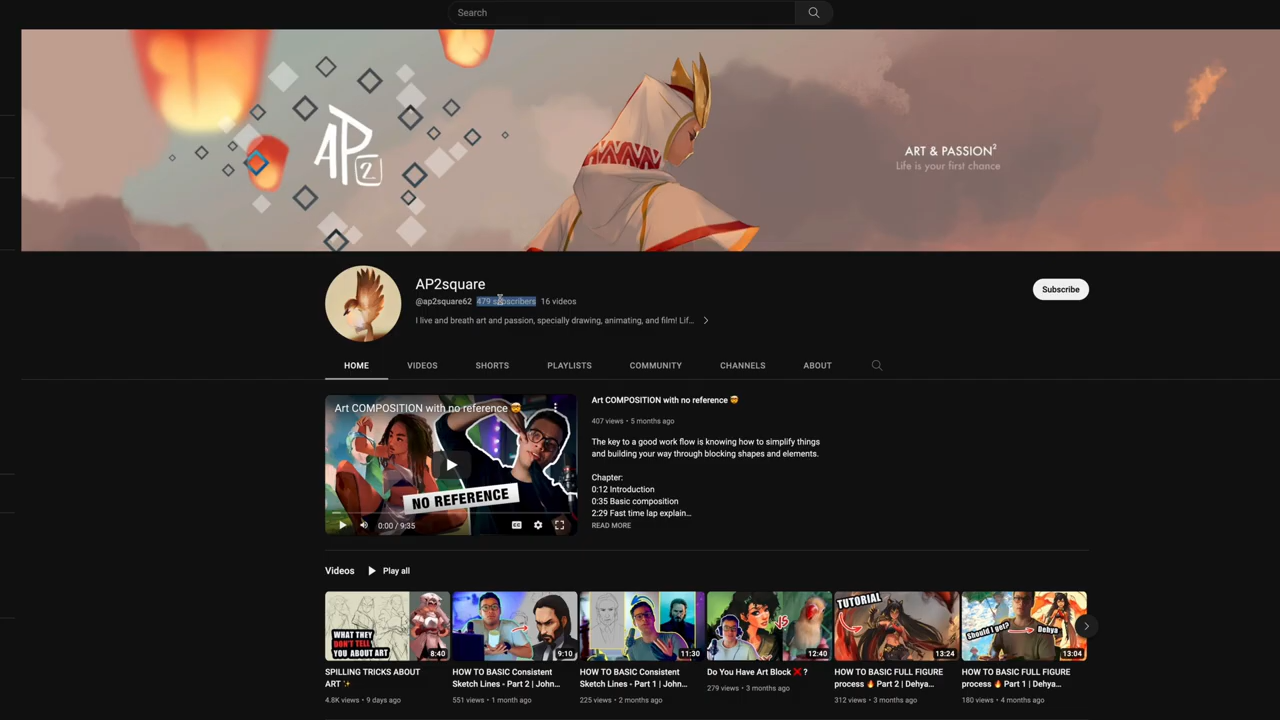 Search
AP
2
ART & PASSION²
Life is your first chance
AP2square
@ap2square62 479 subscribers 16 videos
I live and breath art and passion, specially drawing, animating, and film! Lif...
Subscribe
HOME VIDEOS SHORTS PLAYLISTS COMMUNITY CHANNELS ABOUT
Art COMPOSITION with no reference 🤯
NO REFERENCE
0:00 / 9:35
Art COMPOSITION with no reference 🤯
407 views • 5 months ago
The key to a good work flow is knowing how to simplify things
and building your way through blocking shapes and elements.
Chapter:
0:12 Introduction
0:35 Basic composition
2:29 Fast time lap explain...
READ MORE
Videos Play all
WHAT THEY
DON'T TELL
YOU ABOUT ART
8:40
SPILLING TRICKS ABOUT
ART ✨
4.8K views • 9 days ago
9:10
HOW TO BASIC Consistent
Sketch Lines - Part 2 | John...
551 views • 1 month ago
11:30
HOW TO BASIC Consistent
Sketch Lines - Part 1 | John...
225 views • 2 months ago
VS
12:40
Do You Have Art Block ❌ ?
279 views • 3 months ago
TUTORIAL
13:24
HOW TO BASIC FULL FIGURE
process 🔥 Part 2 | Dehya...
312 views • 3 months ago
Should I get?
Dehya
13:04
HOW TO BASIC FULL FIGURE
process 🔥 Part 1 | Dehya...
180 views • 4 months ago